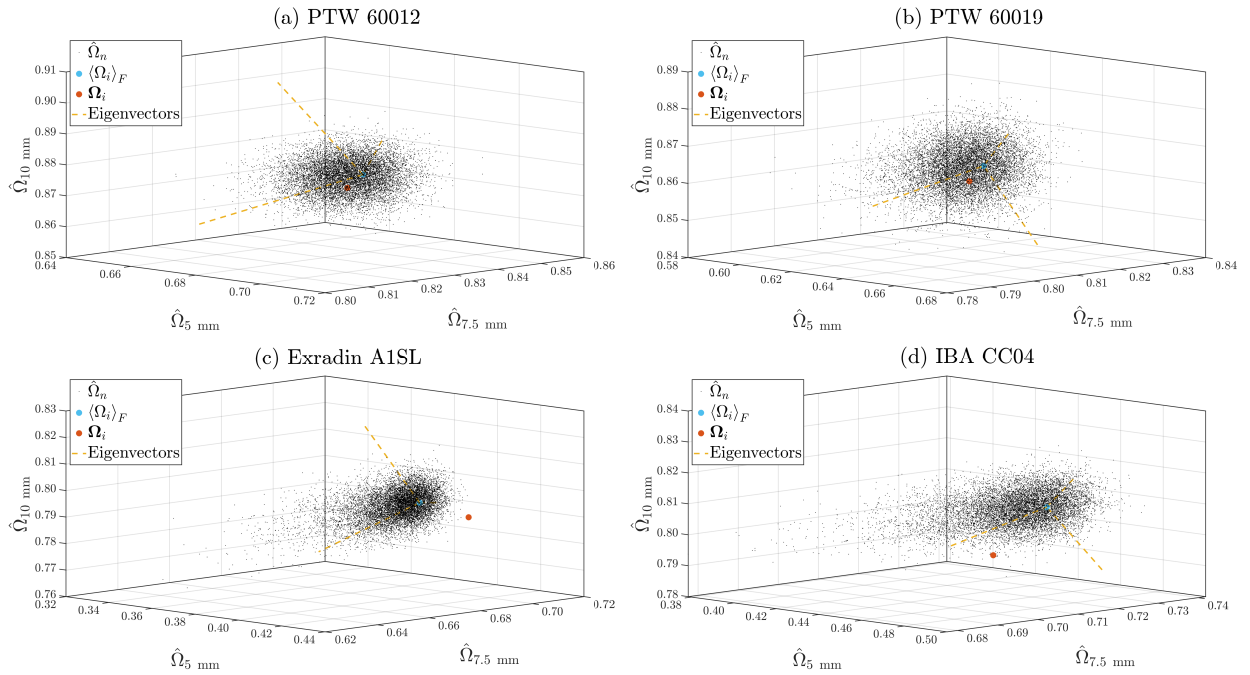 (a) PTW 60012
Ω̂n
⟨Ωi⟩F
Ωi
Eigenvectors
0.91
0.90
0.89
0.88
0.87
0.86
0.85
Ω̂10 mm
0.64
0.66
0.68
0.70
0.72
Ω̂5 mm
0.80
0.81
0.82
0.83
0.84
0.85
0.86
Ω̂7.5 mm
(b) PTW 60019
Ω̂n
⟨Ωi⟩F
Ωi
Eigenvectors
0.89
0.88
0.87
0.86
0.85
0.84
Ω̂10 mm
0.58
0.60
0.62
0.64
0.66
0.68
Ω̂5 mm
0.78
0.79
0.80
0.81
0.82
0.83
0.84
Ω̂7.5 mm
(c) Exradin A1SL
Ω̂n
⟨Ωi⟩F
Ωi
Eigenvectors
0.83
0.82
0.81
0.80
0.79
0.78
0.77
0.76
Ω̂10 mm
0.32
0.34
0.36
0.38
0.40
0.42
0.44
Ω̂5 mm
0.62
0.64
0.66
0.68
0.70
0.72
Ω̂7.5 mm
(d) IBA CC04
Ω̂n
⟨Ωi⟩F
Ωi
Eigenvectors
0.84
0.83
0.82
0.81
0.80
0.79
0.78
Ω̂10 mm
0.38
0.40
0.42
0.44
0.46
0.48
0.50
Ω̂5 mm
0.68
0.69
0.70
0.71
0.72
0.73
0.74
Ω̂7.5 mm